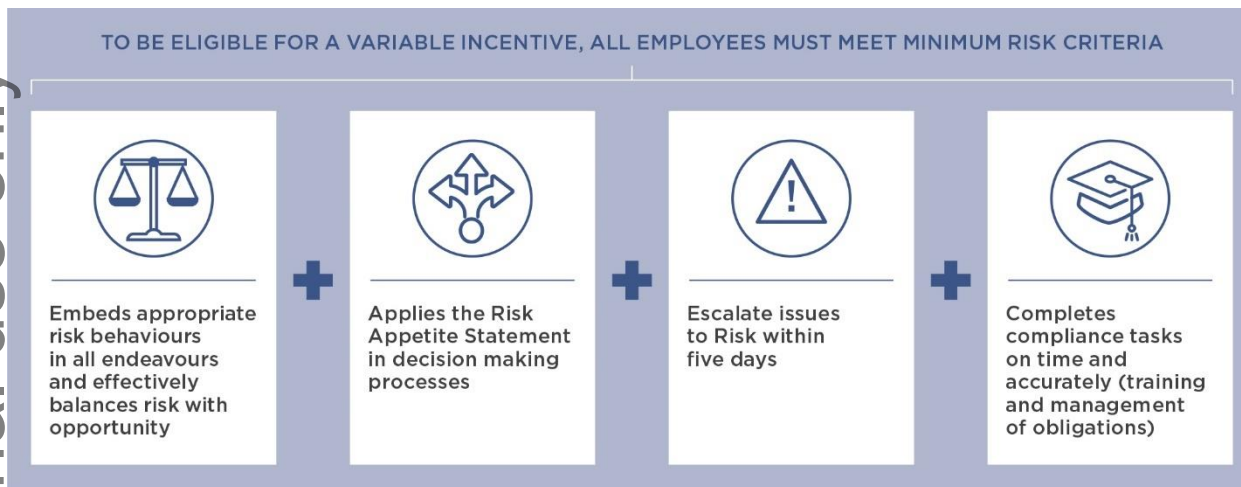 TO BE ELIGIBLE FOR A VARIABLE INCENTIVE, ALL EMPLOYEES MUST MEET MINIMUM RISK CRITERIA
Embeds appropriate
risk behaviours
in all endeavours
and effectively
balances risk with
opportunity
Applies the Risk
Appetite Statement
in decision making
processes
Escalate issues
to Risk within
five days
Completes
compliance tasks
on time and
accurately (training
and management
of obligations)